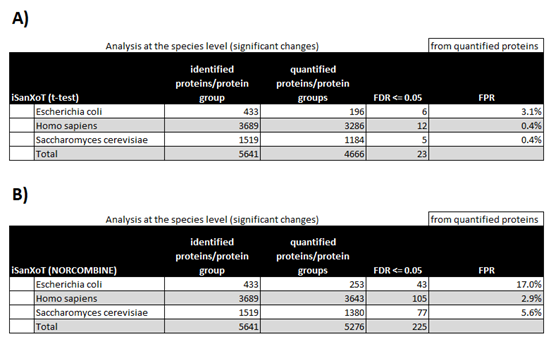 A)
Analysis at the species level (significant changes) from quantified proteins
identified quantified
proteins/protein proteins/protein
iSanXoT (t-test) group groups FDR <= 0.05 FPR
Escherichia coli 433 196 6 3.1%
Homo sapiens 3689 3286 12 0.4%
Saccharomyces cerevisiae 1519 1184 5 0.4%
Total 5641 4666 23
B)
Analysis at the species level (significant changes) from quantified proteins
identified quantified
proteins/protein proteins/protein
iSanXoT (NORCOMBINE) group groups FDR <= 0.05 FPR
Escherichia coli 433 253 43 17.0%
Homo sapiens 3689 3643 105 2.9%
Saccharomyces cerevisiae 1519 1380 77 5.6%
Total 5641 5276 225